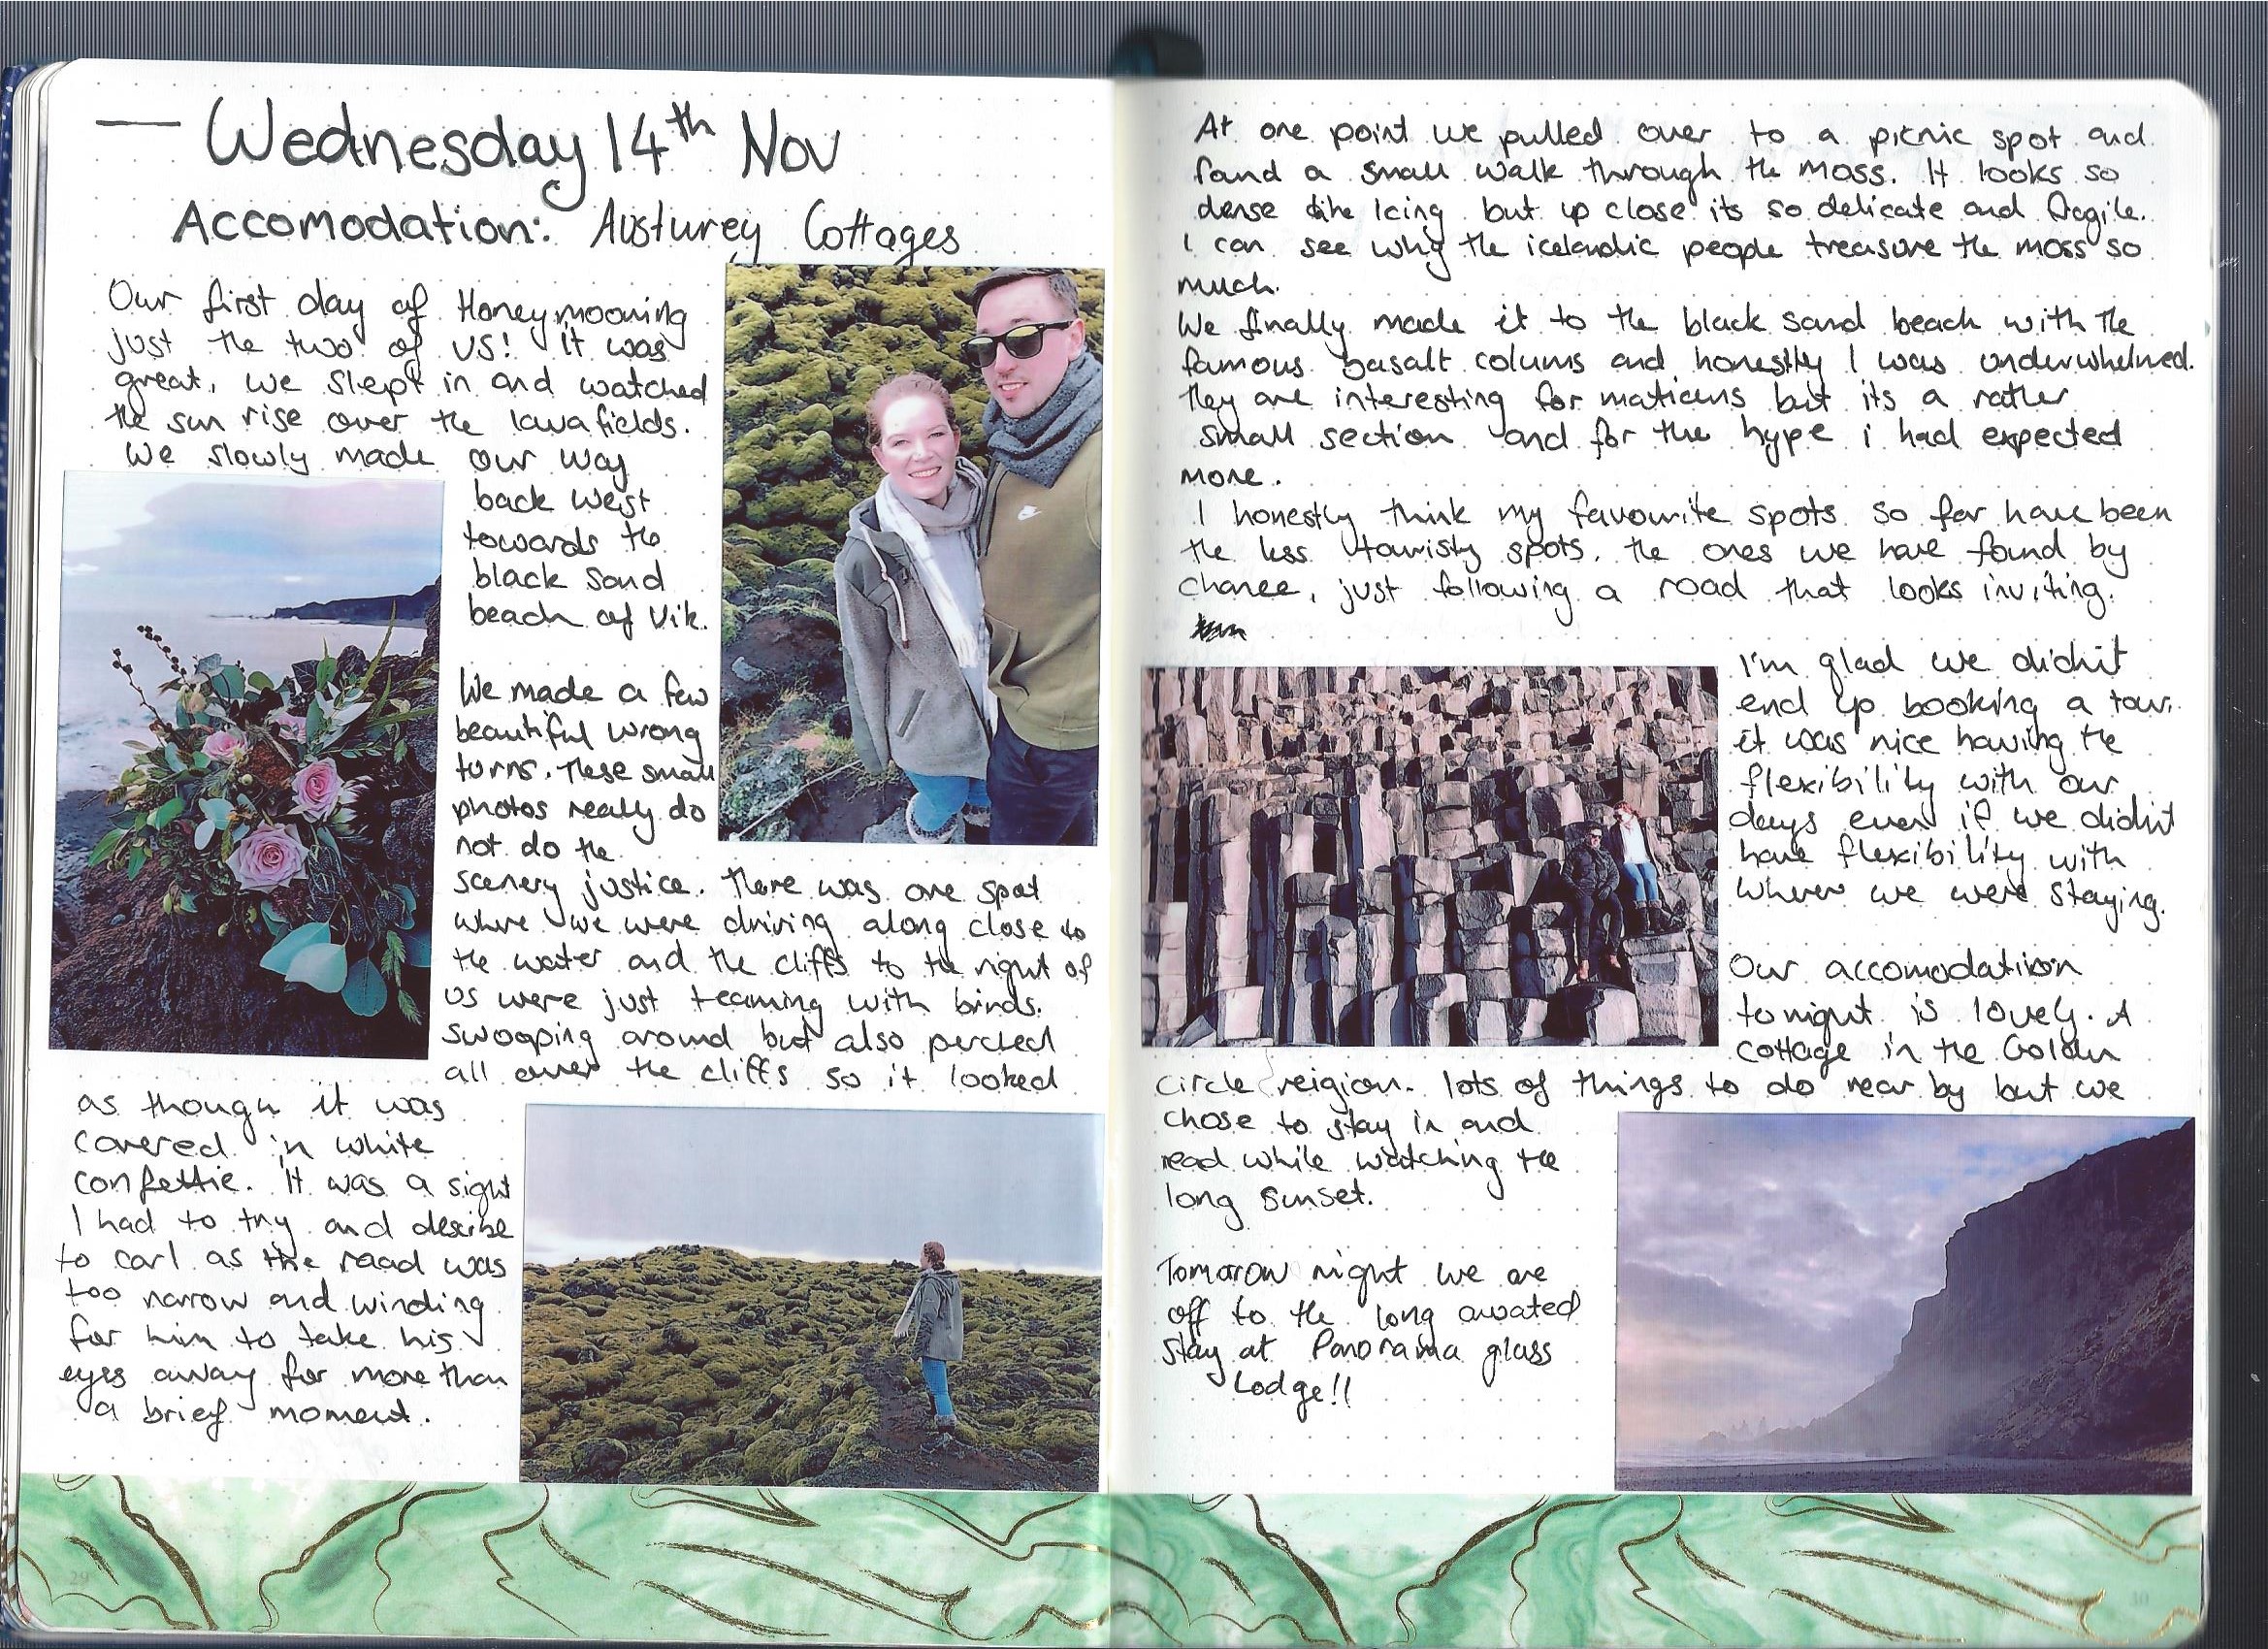 Wednesday 14th Nov
Accomodation: Austurey Cottages
Our first day of Honeymooning
just the two of us! it was
great, we slept in and watched
the sun rise over the lava fields.
We slowly made our way
back west
towards the
black sand
beach of Vik.
We made a few
beautiful wrong
turns. These small
photos really do
not do the
scenery justice. There was one spot
where we were driving along close to
the water and the cliffs to the right of
us were just teaming with birds.
swooping around but also perched
all over the cliffs so it looked
as though it was
covered in white
confettie. It was a sight
I had to try and descibe
to carl as the road was
too narrow and winding
for him to take his
eyes away for more than
a brief moment.
29
At one point we pulled over to a picnic spot and
found a small walk through the moss. It looks so
dense like Icing but up close its so delicate and fragile.
I can see why the icelandic people treasure the moss so
much.
We finally made it to the black sand beach with the
famous basalt colums and honestly I was underwhelmed.
they are interesting formations but its a rather
small section and for the hype i had expected
more.
I honestly think my favourite spots so far have been
the less touristy spots. the ones we have found by
chance, just following a road that looks inviting.
I'm glad we didn't
end up booking a tour.
it was nice having the
flexibility with our
days even if we didn't
have flexibility with
where we were staying.
Our accomodation
tonight is lovely. A
cottage in the Golden
circle reigion. lots of things to do near by but we
chose to stay in and
read while watching the
long sunset.
Tomorrow night we are
off to the long awated
stay at Panorama glass
Lodge!!
30